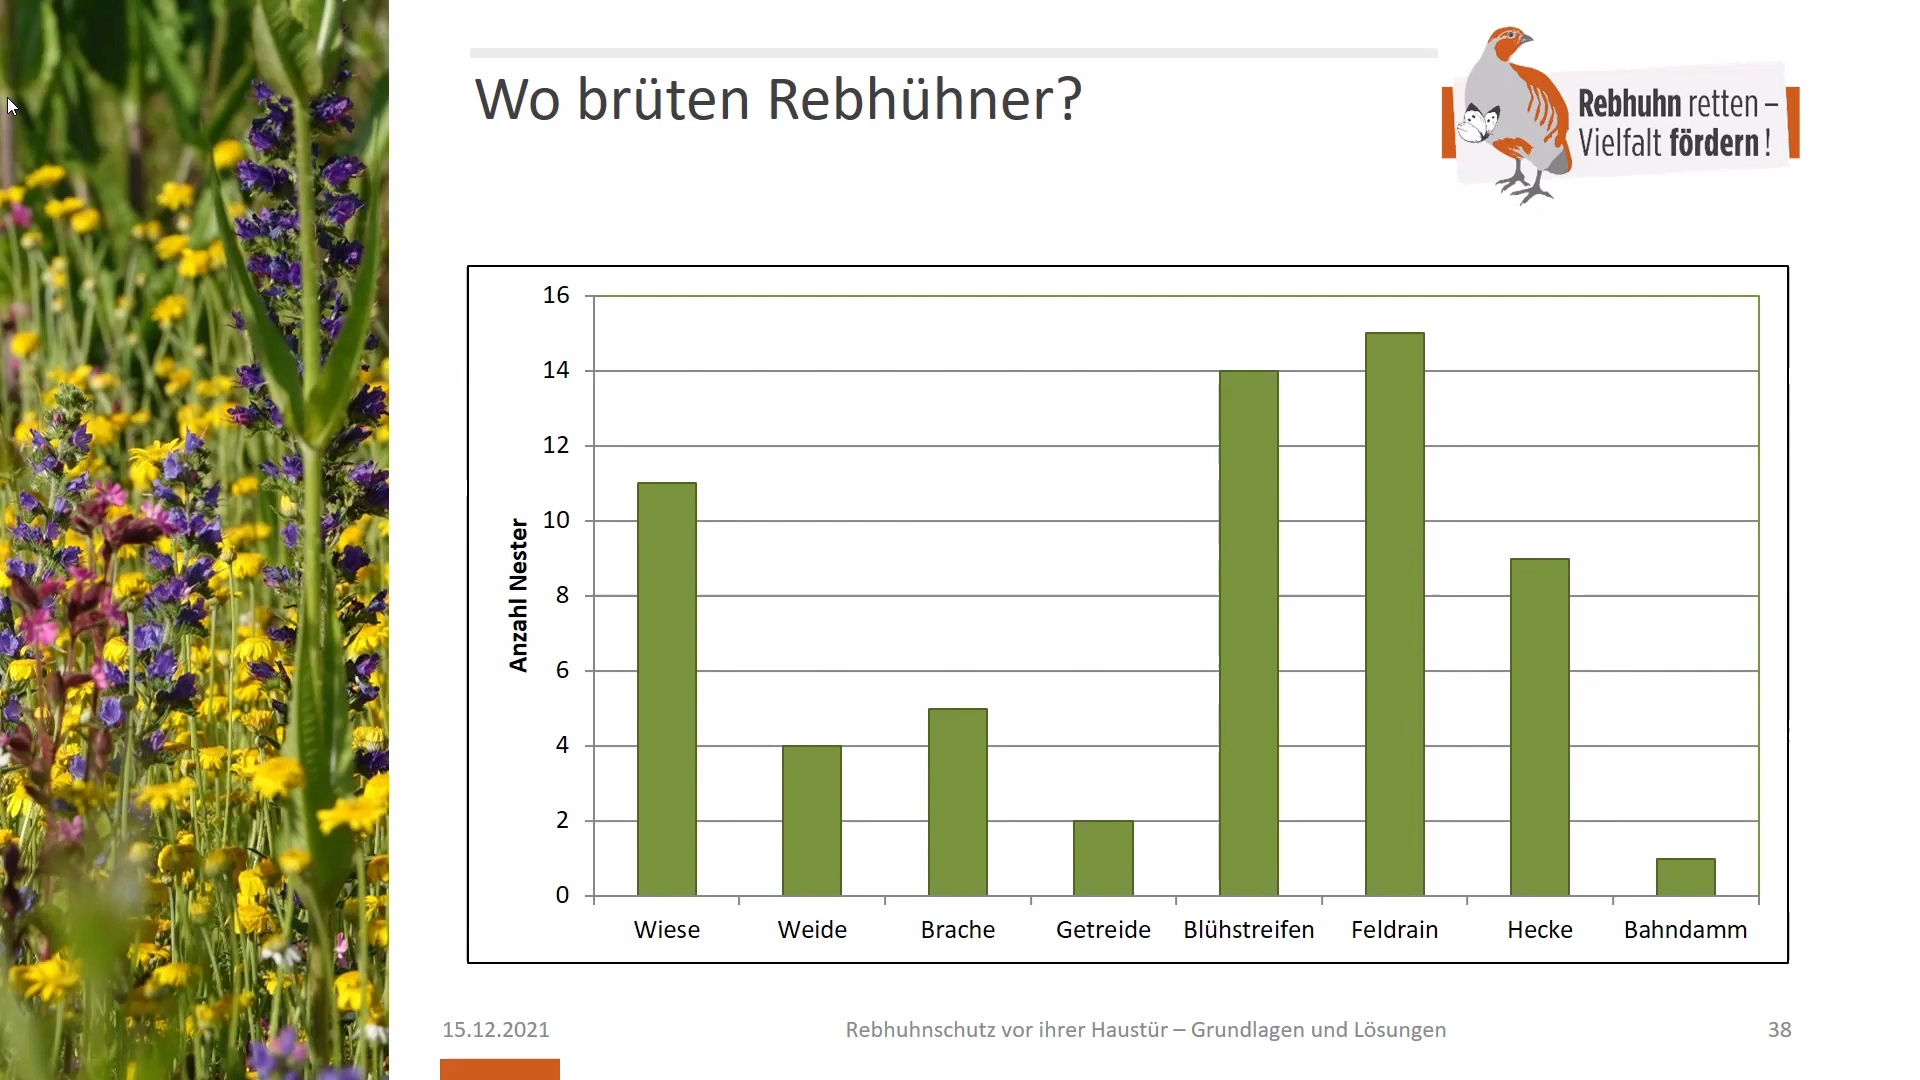 Wo brüten Rebhühner?
Rebhuhn retten –
Vielfalt fördern!
16
14
12
10
8
6
4
2
0
Anzahl Nester
Wiese Weide Brache Getreide Blühstreifen Feldrain Hecke Bahndamm
15.12.2021 Rebhuhnschutz vor ihrer Haustür – Grundlagen und Lösungen 38